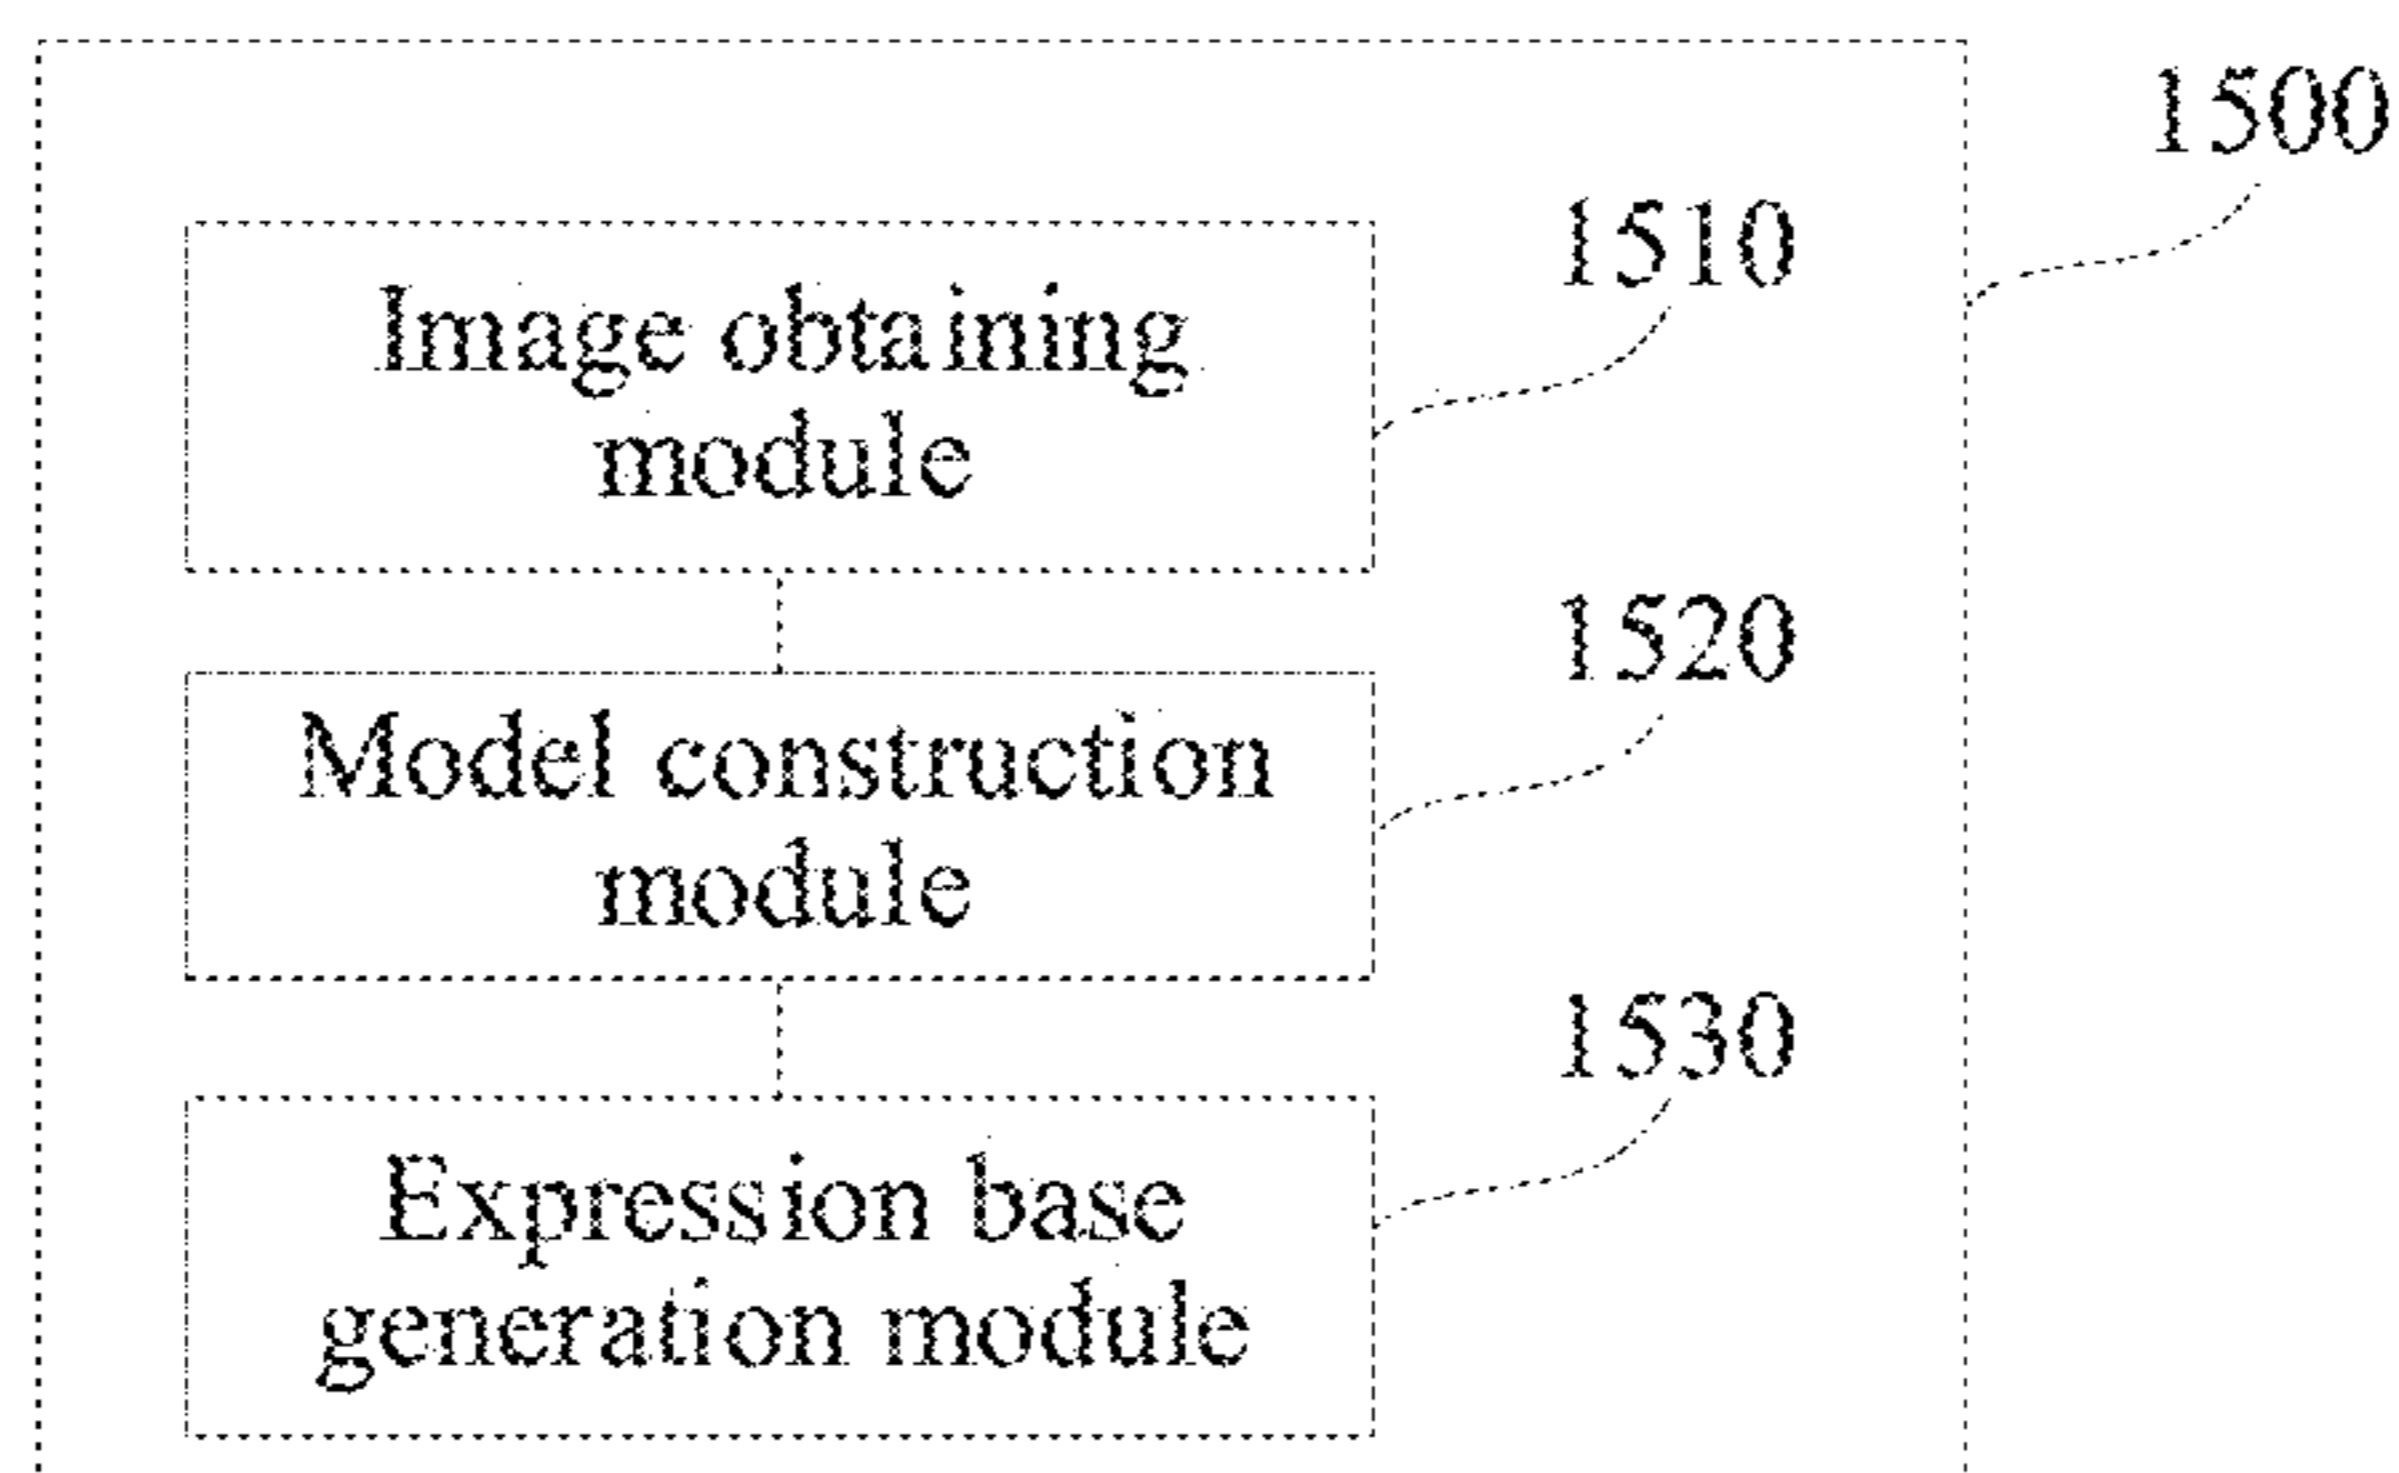 1500
1510
Image obtaining
module
1520
Model construction
module
1530
Expression base
generation module